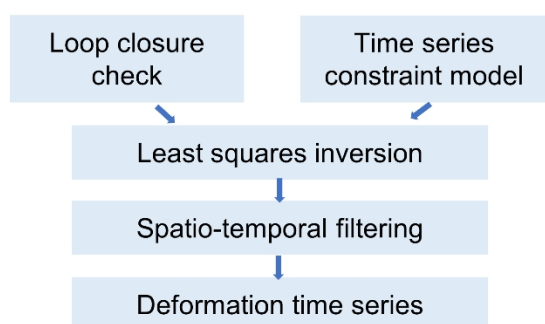 Loop closure
check
Time series
constraint model
Least squares inversion
Spatio-temporal filtering
Deformation time series